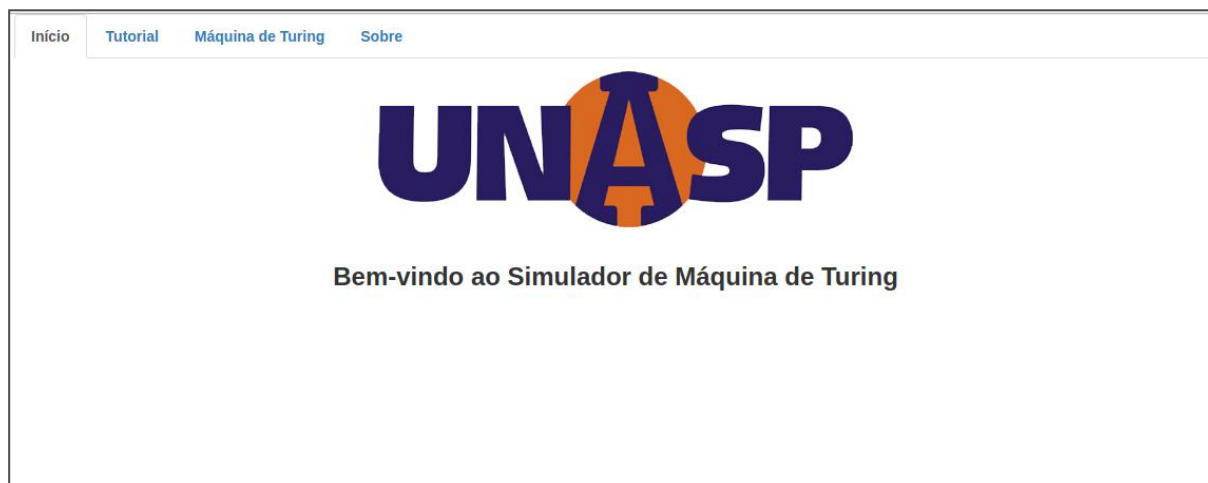 Início Tutorial Máquina de Turing Sobre
UNASP
Bem-vindo ao Simulador de Máquina de Turing